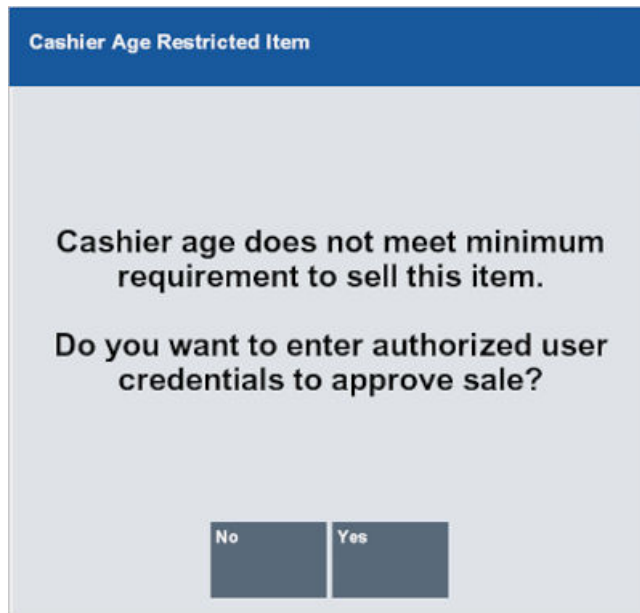 Cashier Age Restricted Item
Cashier age does not meet minimum
requirement to sell this item.
Do you want to enter authorized user
credentials to approve sale?
No
Yes